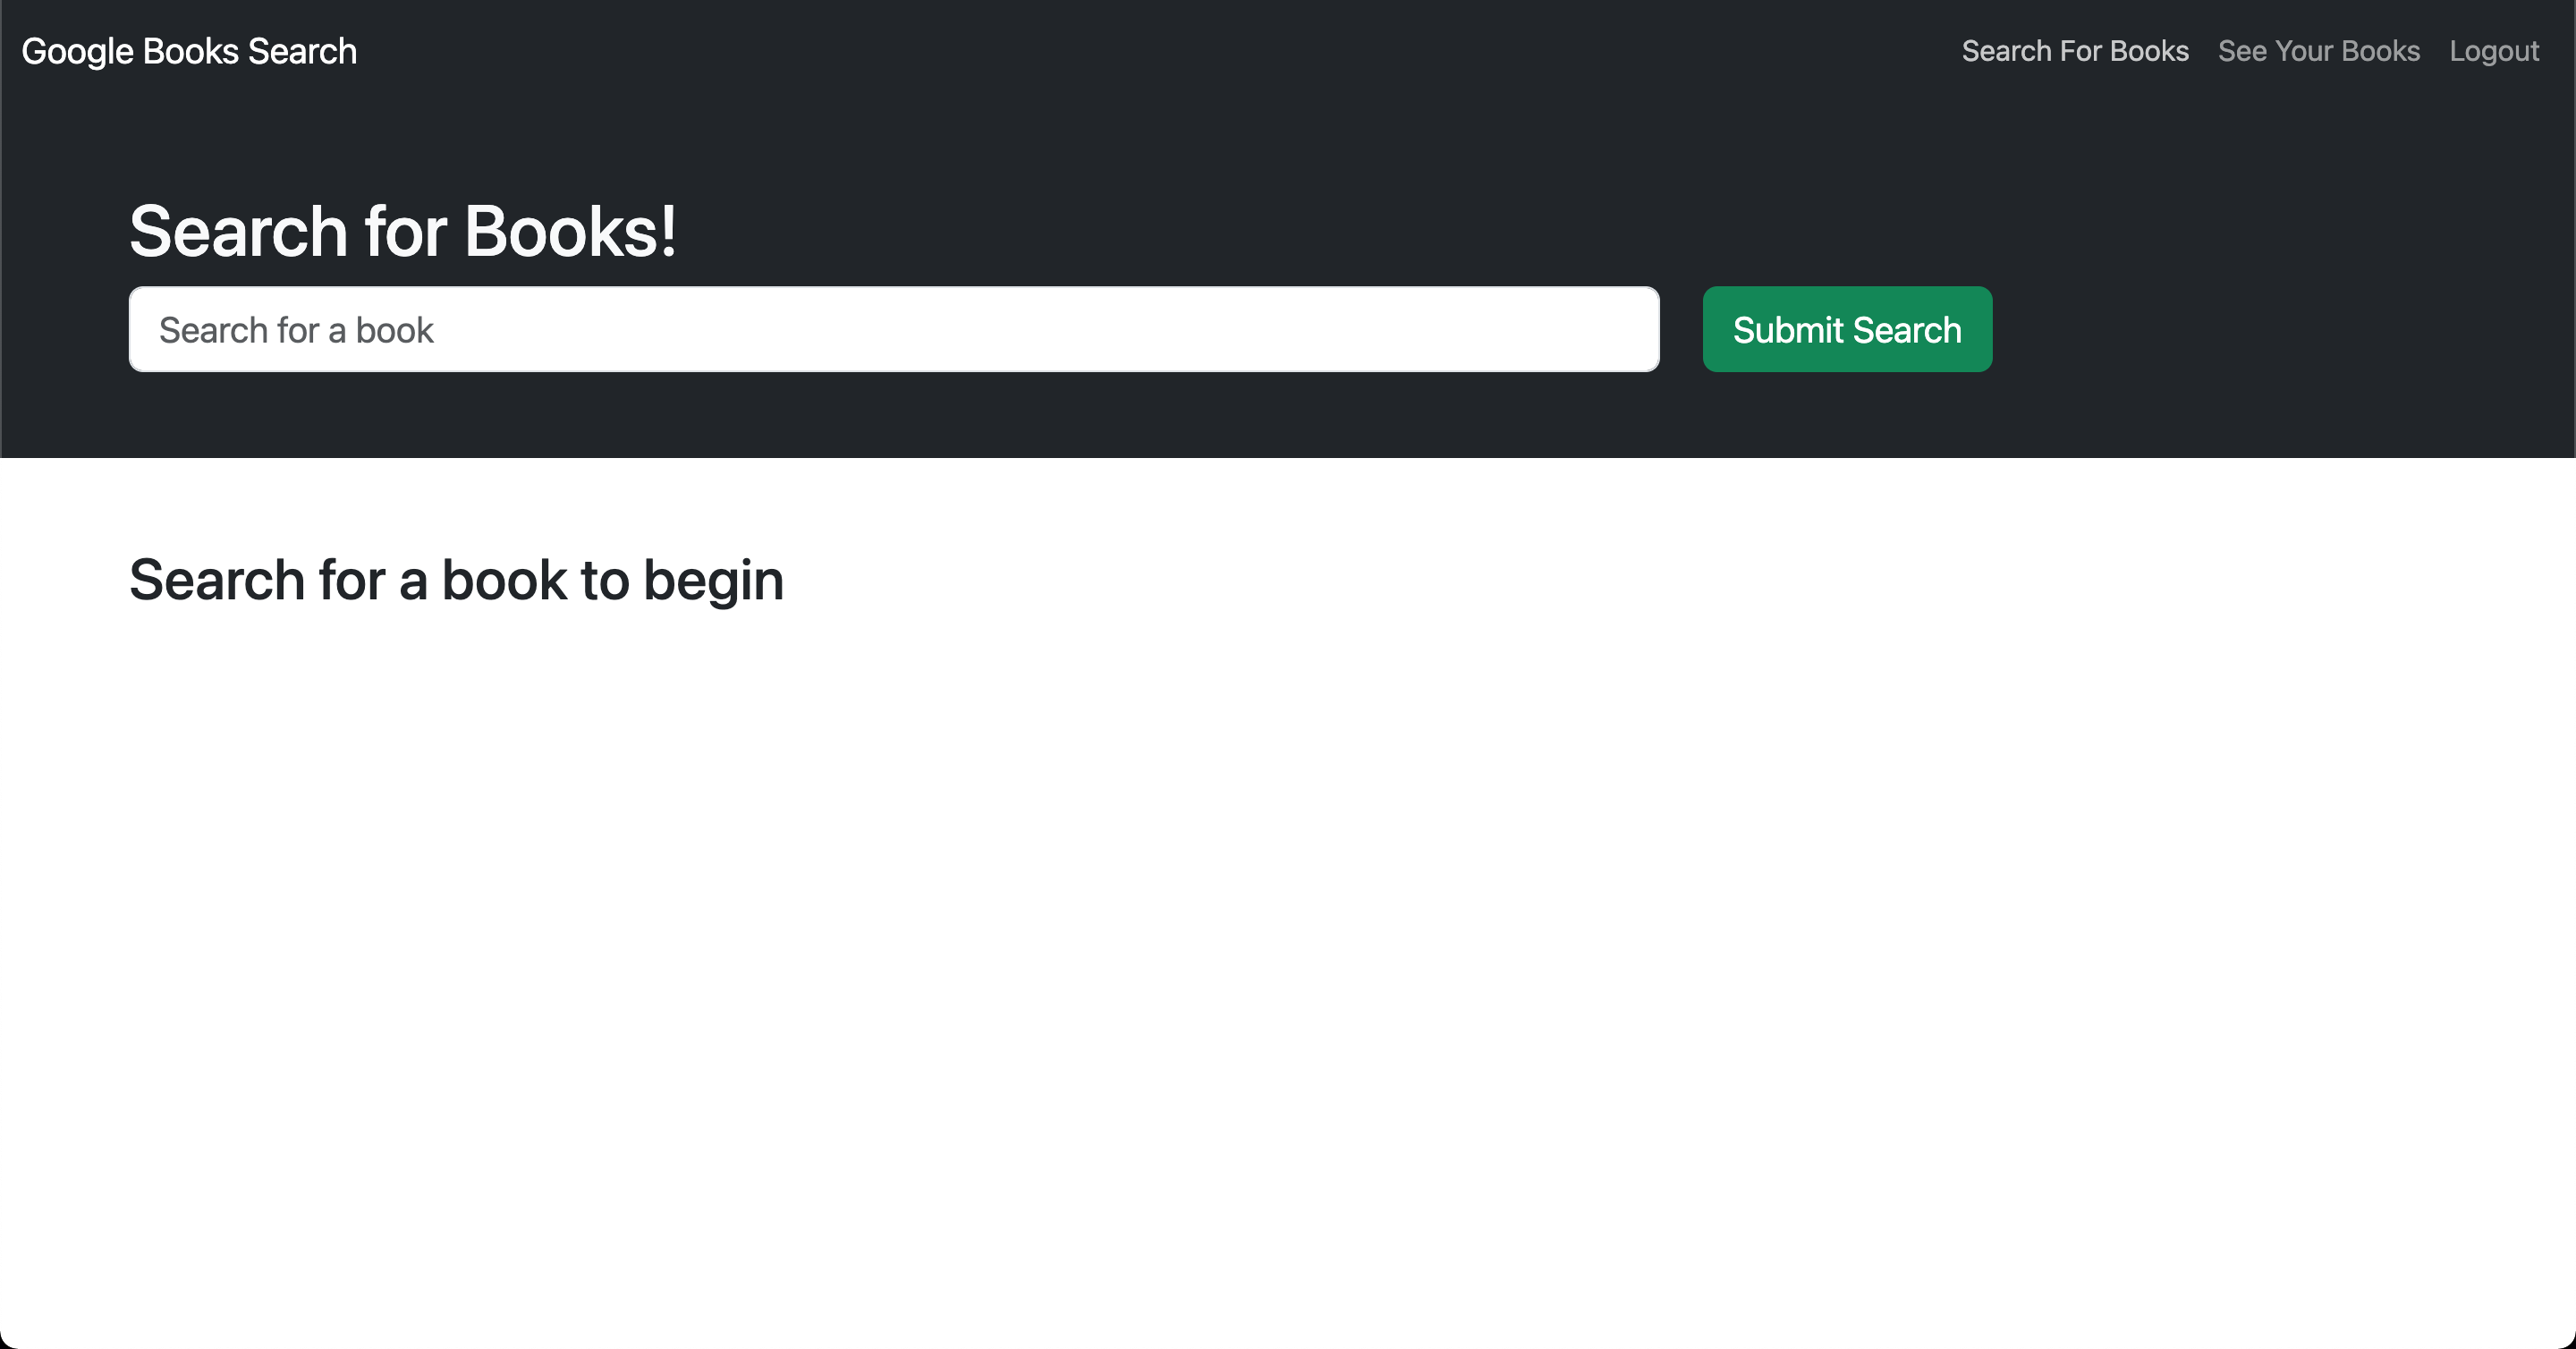 Google Books Search
Search For Books
See Your Books
Logout
Search for Books!
Search for a book
Submit Search
Search for a book to begin